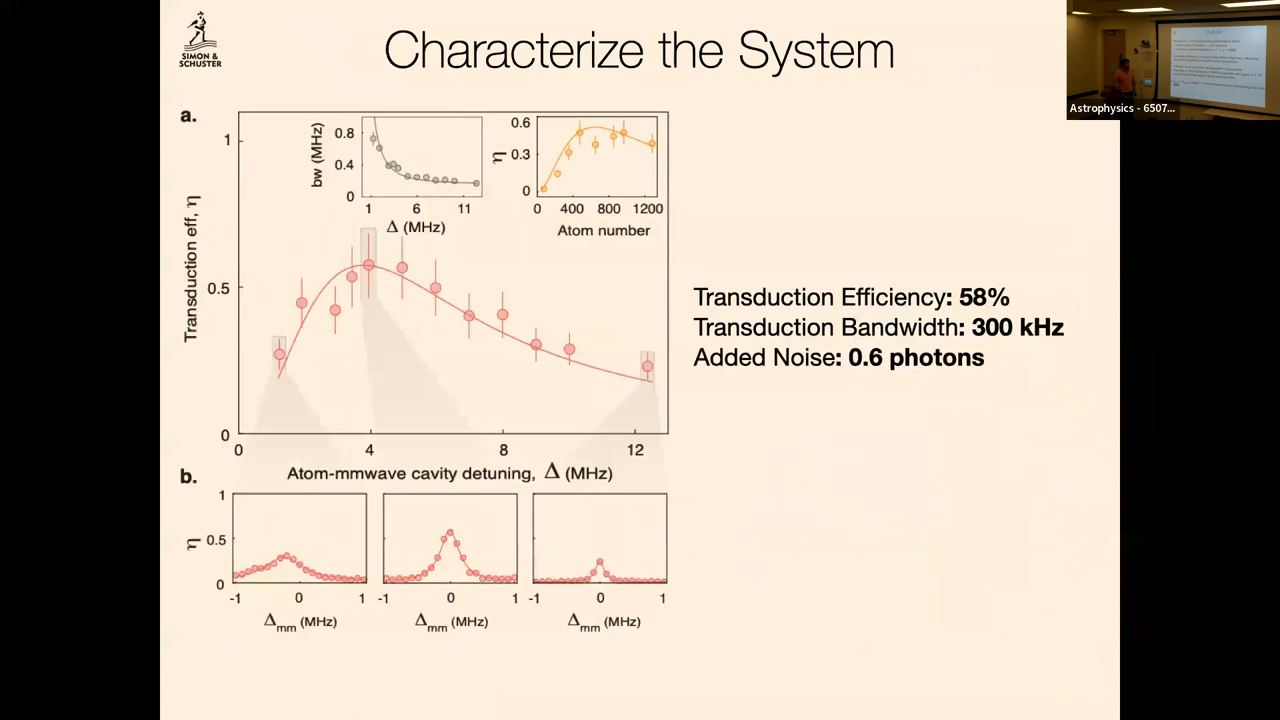 SIMON &
SCHUSTER
Characterize the System
Astrophysics - 6507...
a.
1
0.5
0
Transduction eff, η
0.8
0.4
0
bw (MHz)
1 6 11
Δ (MHz)
0.6
0.3
0
η
0 400 800 1200
Atom number
0 4 8 12
Atom-mmwave cavity detuning, Δ (MHz)
Transduction Efficiency: 58%
Transduction Bandwidth: 300 kHz
Added Noise: 0.6 photons
b.
1
0.5
0
η
-1 0 1
Δmm (MHz)
-1 0 1
Δmm (MHz)
-1 0 1
Δmm (MHz)